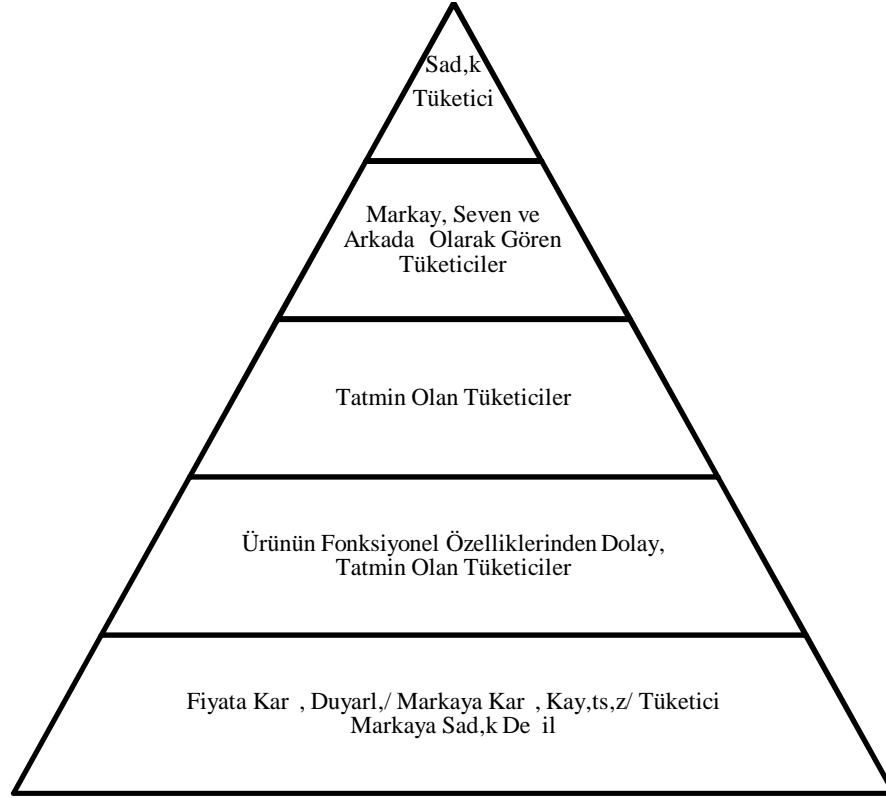 Sad,k
Tüketici
Markay, Seven ve
Arkada Olarak Gören
Tüketiciler
Tatmin Olan Tüketiciler
Ürünün Fonksiyonel Özelliklerinden Dolay,
Tatmin Olan Tüketiciler
Fiyata Kar , Duyarl,/ Markaya Kar , Kay,ts,z/ Tüketici
Markaya Sad,k De il